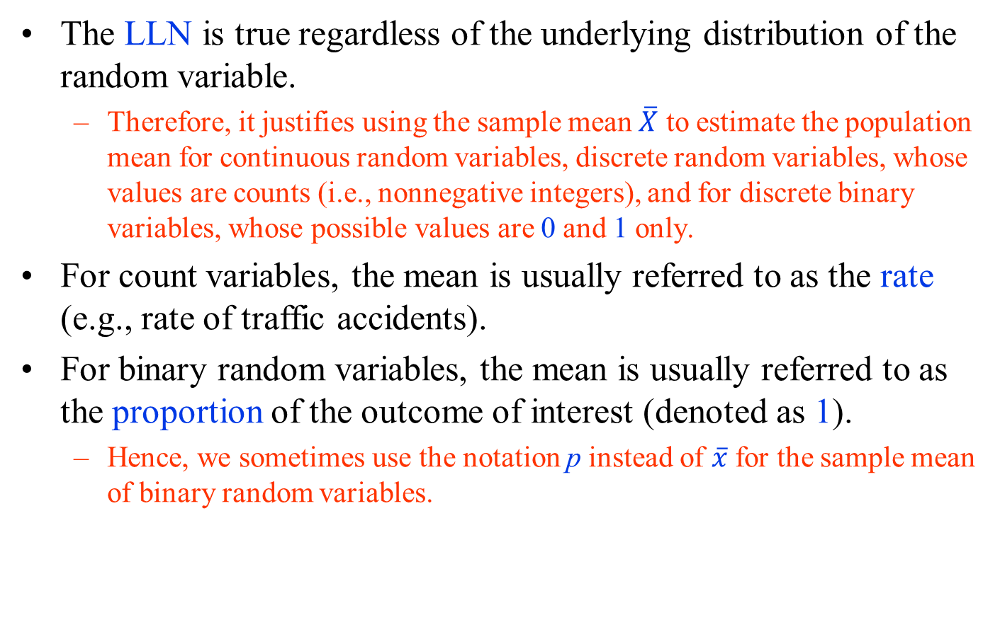 • The LLN is true regardless of the underlying distribution of the
random variable.
– Therefore, it justifies using the sample mean X̄ to estimate the population
mean for continuous random variables, discrete random variables, whose
values are counts (i.e., nonnegative integers), and for discrete binary
variables, whose possible values are 0 and 1 only.
• For count variables, the mean is usually referred to as the rate
(e.g., rate of traffic accidents).
• For binary random variables, the mean is usually referred to as
the proportion of the outcome of interest (denoted as 1).
– Hence, we sometimes use the notation p instead of x̄ for the sample mean
of binary random variables.